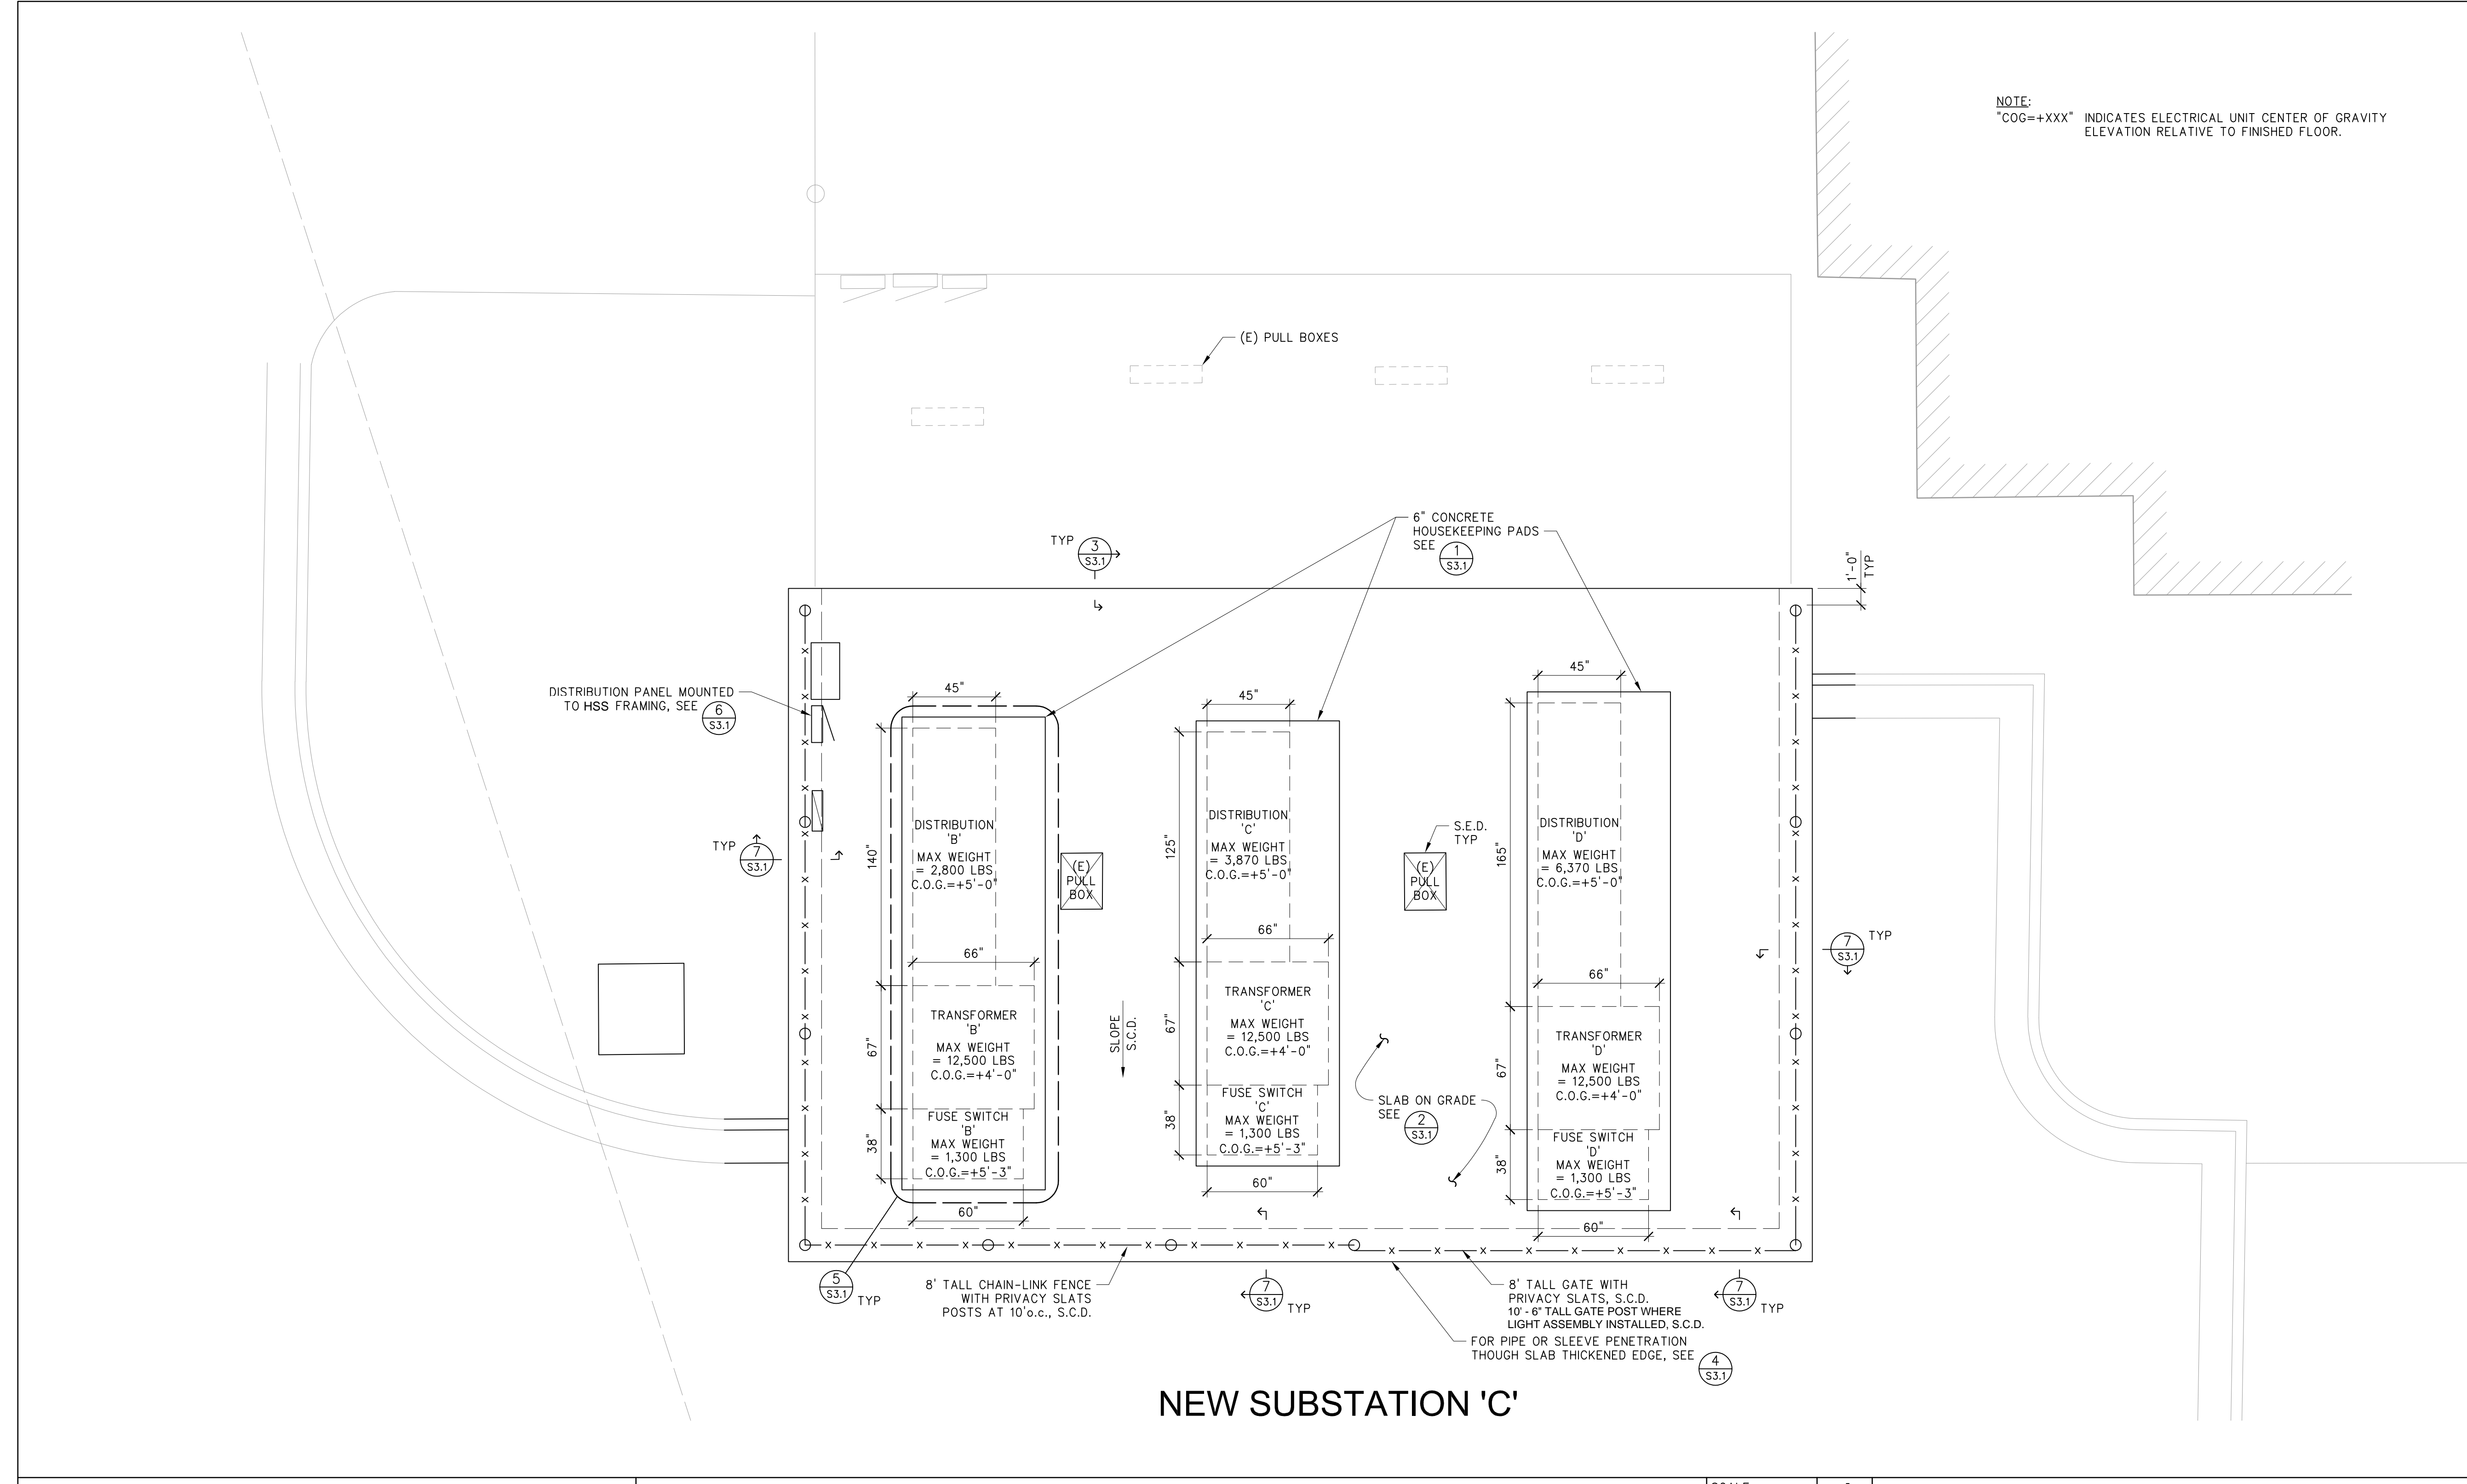 NOTE:
"COG=+XXX" INDICATES ELECTRICAL UNIT CENTER OF GRAVITY
ELEVATION RELATIVE TO FINISHED FLOOR.
(E) PULL BOXES
6" CONCRETE
HOUSEKEEPING PADS
SEE
1
S3.1
TYP
3
S3.1
1'-0"
TYP
DISTRIBUTION PANEL MOUNTED
TO HSS FRAMING, SEE
6
S3.1
TYP
7
S3.1
45"
140"
DISTRIBUTION
'B'
MAX WEIGHT
= 2,800 LBS
C.O.G.=+5'-0"
66"
67"
TRANSFORMER
'B'
MAX WEIGHT
= 12,500 LBS
C.O.G.=+4'-0"
38"
FUSE SWITCH
'B'
MAX WEIGHT
= 1,300 LBS
C.O.G.=+5'-3"
60"
(E)
PULL
BOX
SLOPE
S.C.D.
45"
125"
DISTRIBUTION
'C'
MAX WEIGHT
= 3,870 LBS
C.O.G.=+5'-0"
66"
67"
TRANSFORMER
'C'
MAX WEIGHT
= 12,500 LBS
C.O.G.=+4'-0"
38"
FUSE SWITCH
'C'
MAX WEIGHT
= 1,300 LBS
C.O.G.=+5'-3"
60"
S.E.D.
TYP
(E)
PULL
BOX
SLAB ON GRADE
SEE
2
S3.1
45"
165"
DISTRIBUTION
'D'
MAX WEIGHT
= 6,370 LBS
C.O.G.=+5'-0"
66"
67"
TRANSFORMER
'D'
MAX WEIGHT
= 12,500 LBS
C.O.G.=+4'-0"
38"
FUSE SWITCH
'D'
MAX WEIGHT
= 1,300 LBS
C.O.G.=+5'-3"
60"
7
S3.1
TYP
5
S3.1
TYP
8' TALL CHAIN-LINK FENCE
WITH PRIVACY SLATS
POSTS AT 10'o.c., S.C.D.
7
S3.1
TYP
8' TALL GATE WITH
PRIVACY SLATS, S.C.D.
10' - 6" TALL GATE POST WHERE
LIGHT ASSEMBLY INSTALLED, S.C.D.
7
S3.1
TYP
FOR PIPE OR SLEEVE PENETRATION
THOUGH SLAB THICKENED EDGE, SEE
4
S3.1
NEW SUBSTATION 'C'